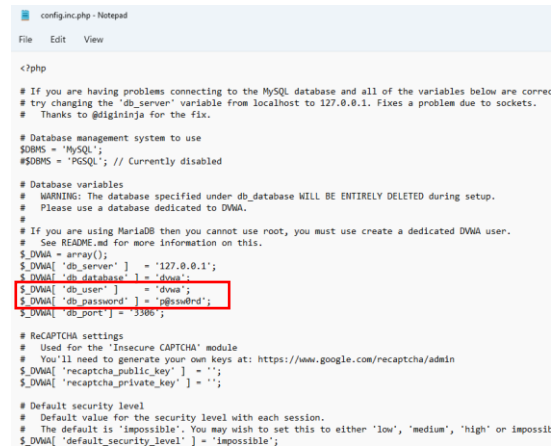 config.inc.php - Notepad
File Edit View
<?php
# If you are having problems connecting to the MySQL database and all of the variables below are correc
# try changing the 'db_server' variable from localhost to 127.0.0.1. Fixes a problem due to sockets.
# Thanks to @digininja for the fix.
# Database management system to use
$DBMS = 'MySQL';
#$DBMS = 'PGSQL'; // Currently disabled
# Database variables
# WARNING: The database specified under db_database WILL BE ENTIRELY DELETED during setup.
# Please use a database dedicated to DVWA.
#
# If you are using MariaDB then you cannot use root, you must use create a dedicated DVWA user.
# See README.md for more information on this.
$_DVWA = array();
$_DVWA[ 'db_server' ] = '127.0.0.1';
$_DVWA[ 'db_database' ] = 'dvwa';
$_DVWA[ 'db_user' ] = 'dvwa';
$_DVWA[ 'db_password' ] = 'p@ssw0rd';
$_DVWA[ 'db_port'] = '3306';
# ReCAPTCHA settings
# Used for the 'Insecure CAPTCHA' module
# You'll need to generate your own keys at: https://www.google.com/recaptcha/admin
$_DVWA[ 'recaptcha_public_key' ] = '';
$_DVWA[ 'recaptcha_private_key' ] = '';
# Default security level
# Default value for the security level with each session.
# The default is 'impossible'. You may wish to set this to either 'low', 'medium', 'high' or impossib
$_DVWA[ 'default_security_level' ] = 'impossible';